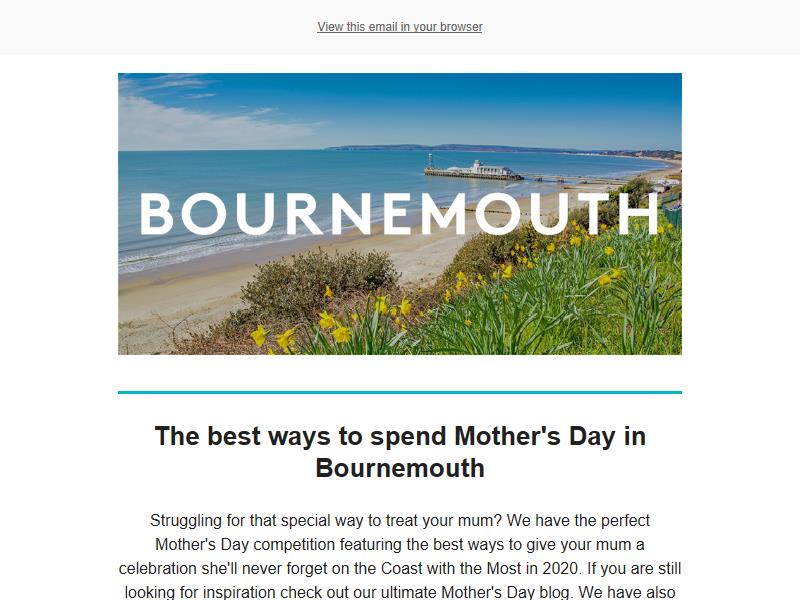 View this email in your browser
BOURNEMOUTH
The best ways to spend Mother's Day in
Bournemouth
Struggling for that special way to treat your mum? We have the perfect
Mother's Day competition featuring the best ways to give your mum a
celebration she'll never forget on the Coast with the Most in 2020. If you are still
looking for inspiration check out our ultimate Mother's Day blog. We have also